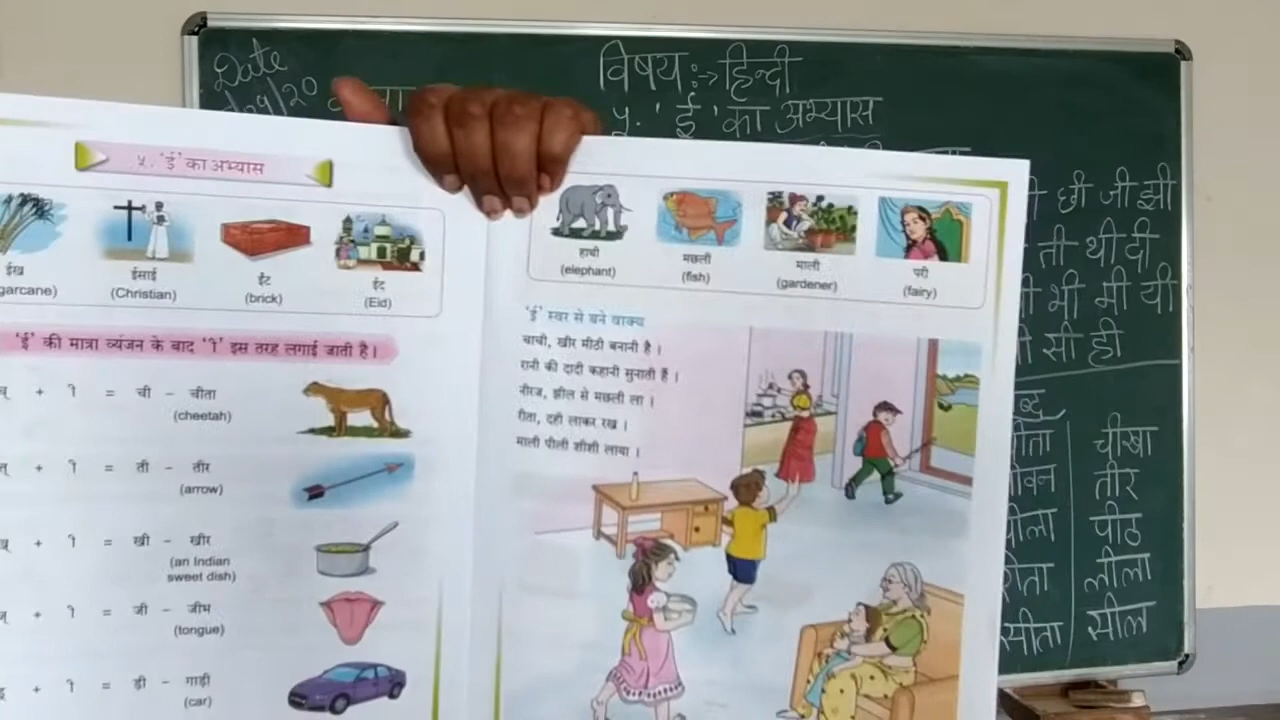 Date
विषय :→ हिन्दी
५. 'ई' का अभ्यास
छी जी झी
ती थी दी
भी मी यी
सी ही
चीखा
तीर
पीठ
लीला
सीता सील
५. 'ई' का अभ्यास
ईख ईसाई ईंट ईद
(Christian) (brick) (Eid)
'ई' की मात्रा व्यंजन के बाद 'ी' इस तरह लगाई जाती है।
+ ी = ची - चीता
(cheetah)
+ ी = ती - तीर
(arrow)
+ ी = खी - खीर
(an Indian
sweet dish)
+ ी = जी - जीभ
(tongue)
+ ी = ड़ी - गाड़ी
(car)
हाथी मछली माली परी
(elephant) (fish) (gardener) (fairy)
'ई' स्वर से बने वाक्य
चाची, खीर मीठी बनानी है।
रानी की दादी कहानी सुनाती हैं।
नीरज, झील से मछली ला।
रीता, दही लाकर रख।
माली पीली शीशी लाया।